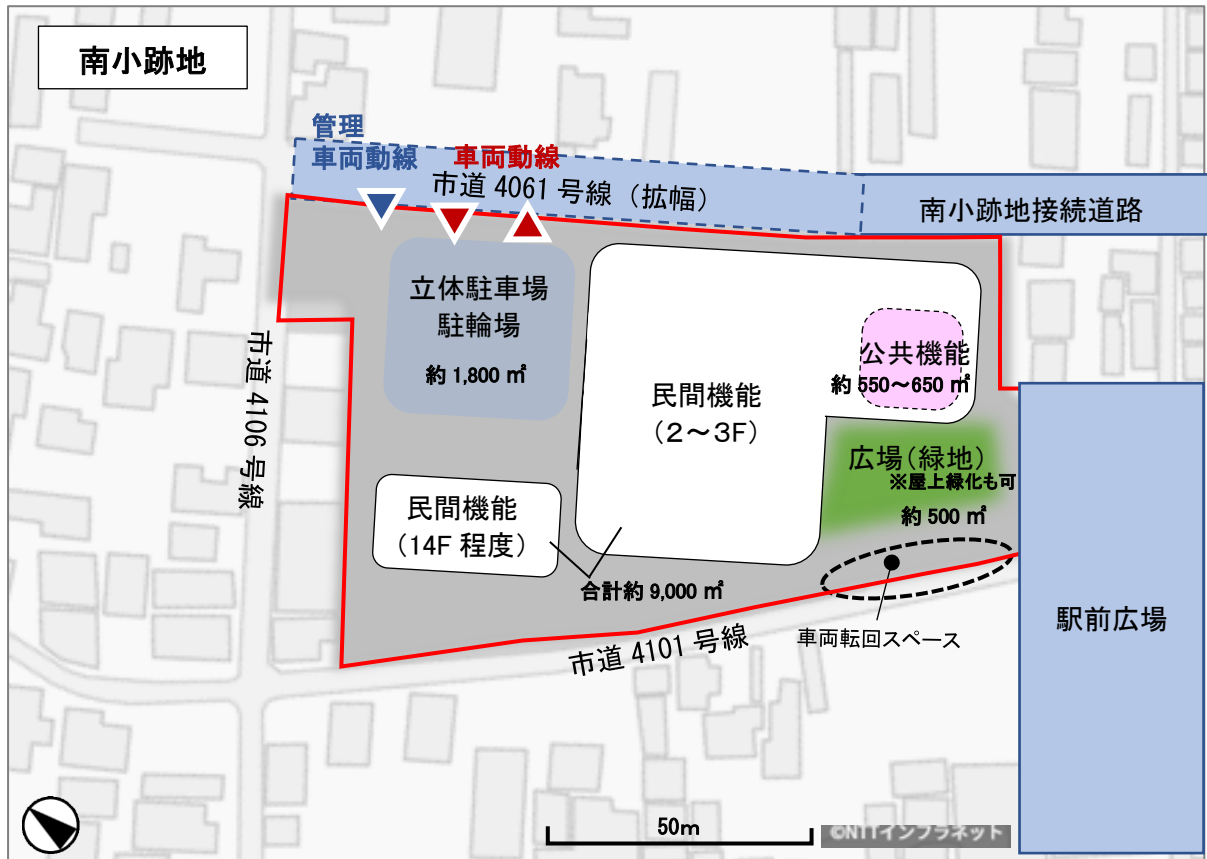 南小跡地
管理
車両動線
車両動線
市道 4061 号線（拡幅）
南小跡地接続道路
立体駐車場
駐輪場
約 1,800 ㎡
市道 4106 号線
民間機能
（2～3F）
公共機能
約 550～650 ㎡
広場（緑地）
※屋上緑化も可
約 500 ㎡
民間機能
（14F 程度）
合計約 9,000 ㎡
車両転回スペース
市道 4101 号線
駅前広場
50m
©NTTインフラネット